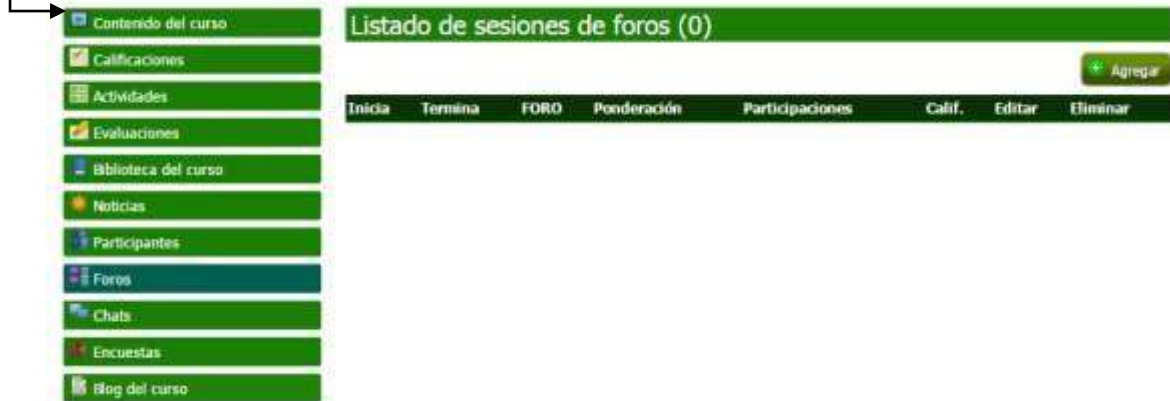 Contenido del curso
Calificaciones
Actividades
Evaluaciones
Biblioteca del curso
Noticias
Participantes
Foros
Chats
Encuestas
Blog del curso
Listado de sesiones de foros (0)
Agregar
Inicia Termina FORO Ponderación Participaciones Calif. Editar Eliminar